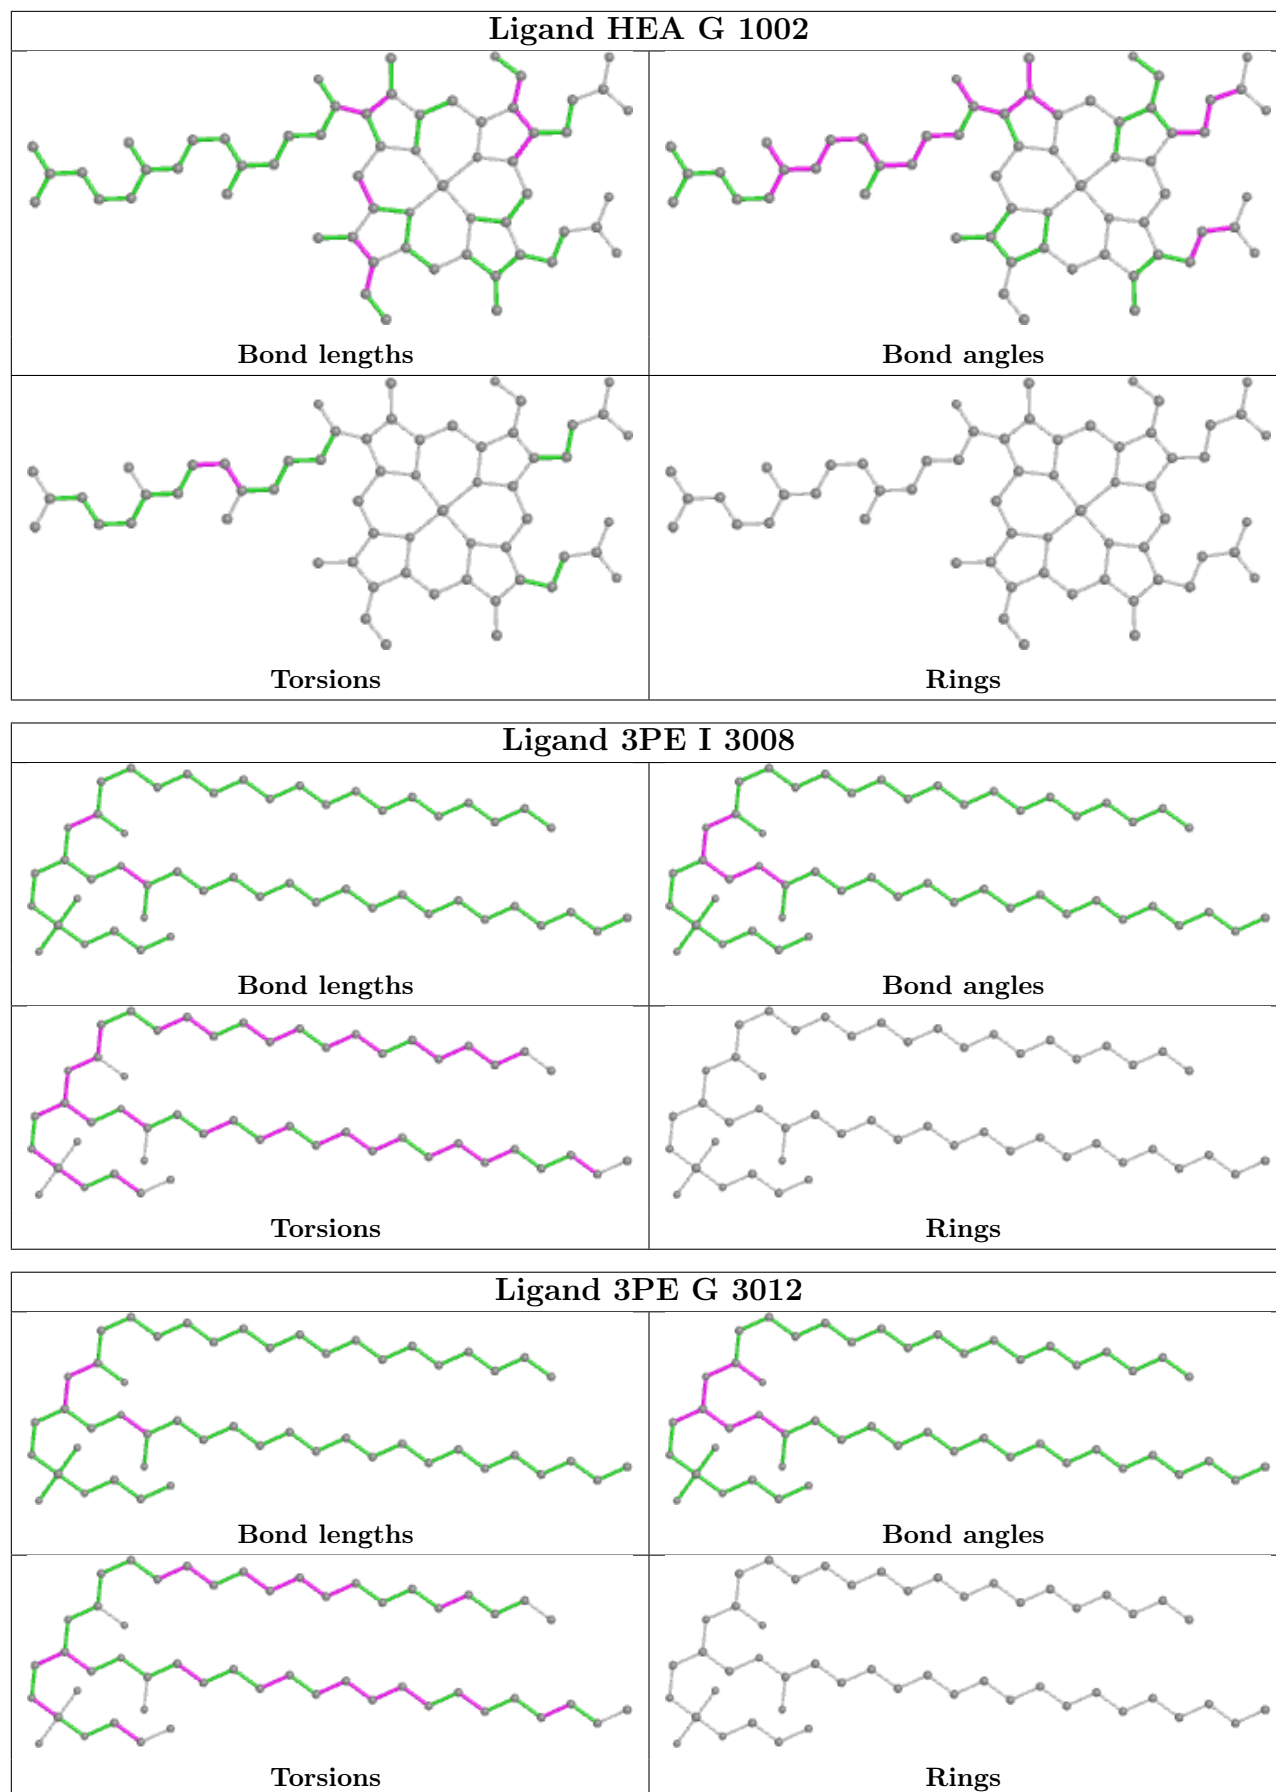 Ligand HEA G 1002
Bond lengths
Bond angles
Torsions
Rings
Ligand 3PE I 3008
Bond lengths
Bond angles
Torsions
Rings
Ligand 3PE G 3012
Bond lengths
Bond angles
Torsions
Rings